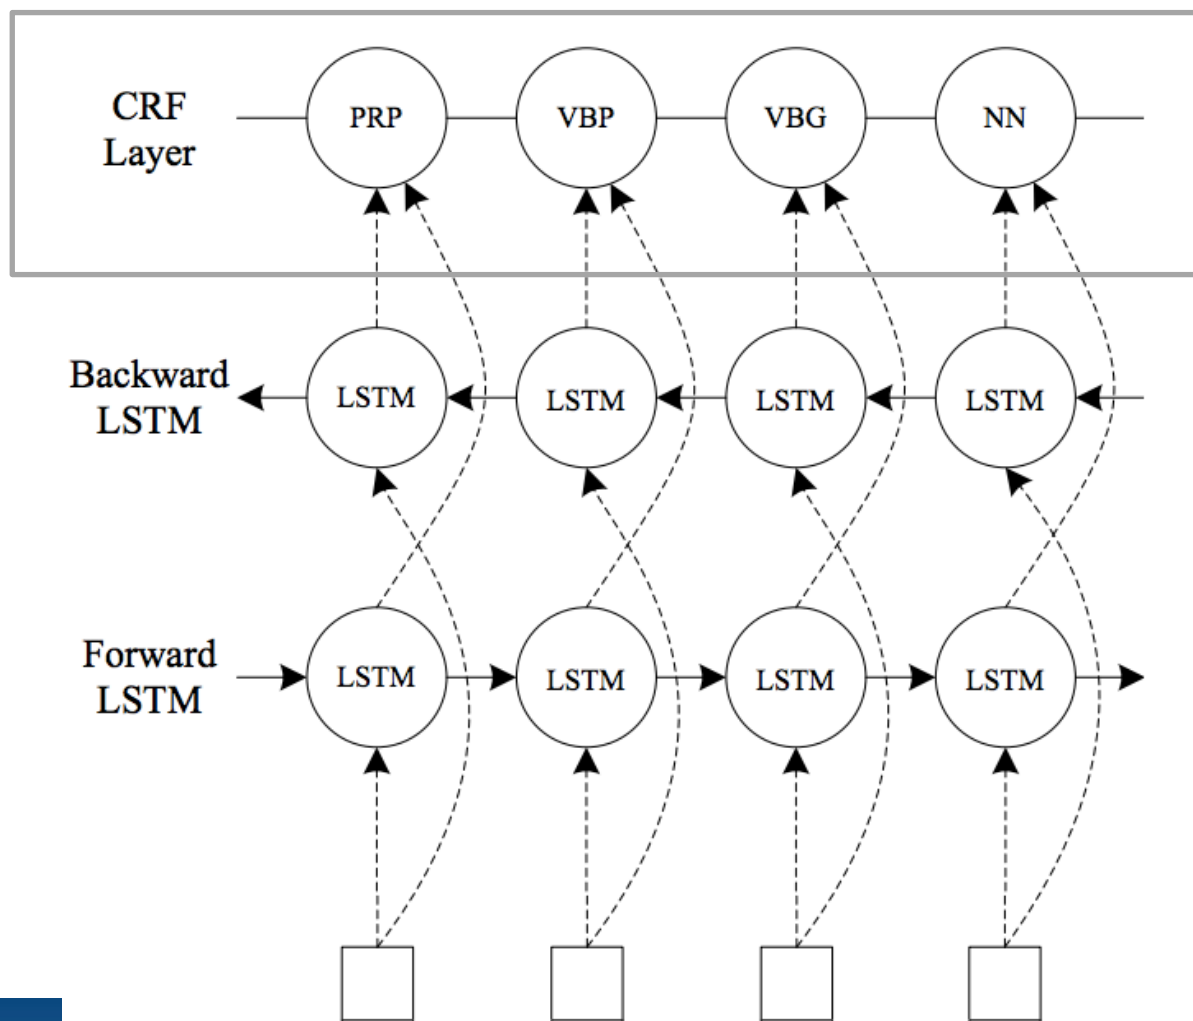 CRF
Layer
PRP VBP VBG NN
Backward
LSTM
LSTM LSTM LSTM LSTM
Forward
LSTM
LSTM LSTM LSTM LSTM